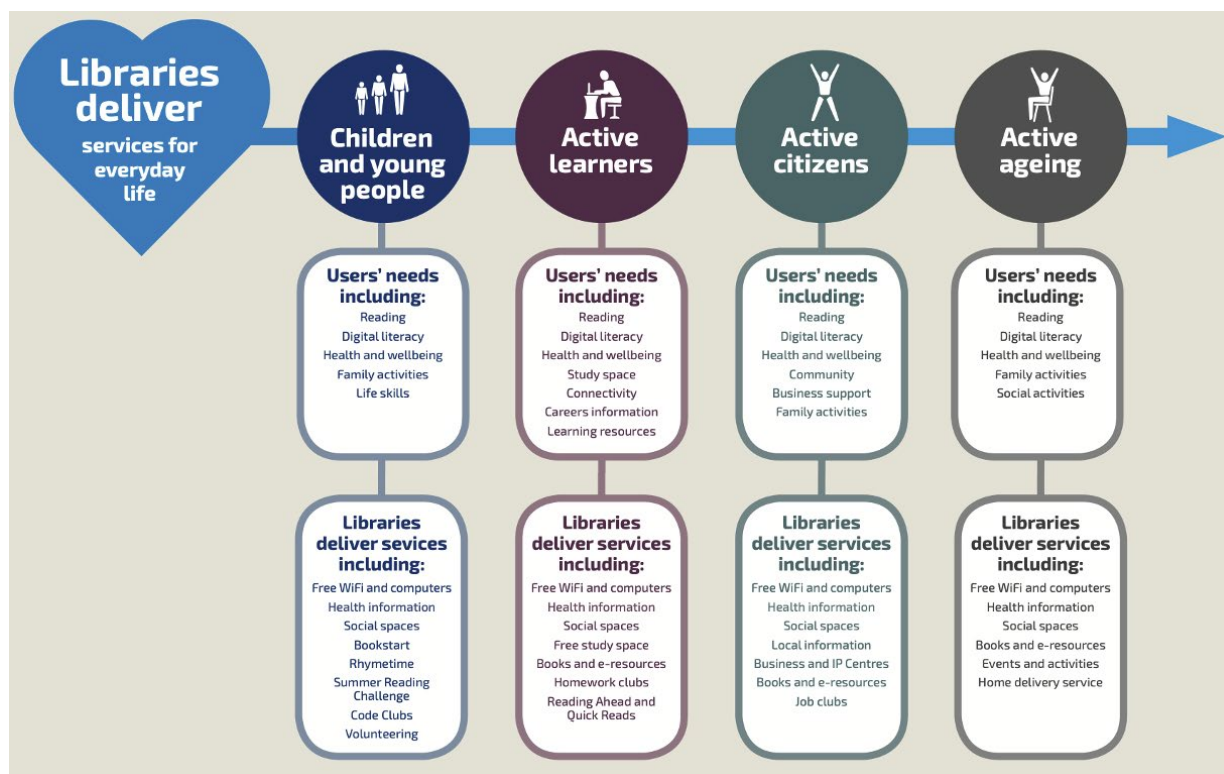 Libraries
deliver
services for
everyday
life
Children
and young
people
Users' needs
including:
Reading
Digital literacy
Health and wellbeing
Family activities
Life skills
Libraries
deliver sevices
including:
Free WiFi and computers
Health information
Social spaces
Bookstart
Rhymetime
Summer Reading
Challenge
Code Clubs
Volunteering
Active
learners
Users' needs
including:
Reading
Digital literacy
Health and wellbeing
Study space
Connectivity
Careers information
Learning resources
Libraries
deliver services
including:
Free WiFi and computers
Health information
Social spaces
Free study space
Books and e-resources
Homework clubs
Reading Ahead and
Quick Reads
Active
citizens
Users' needs
including:
Reading
Digital literacy
Health and wellbeing
Community
Business support
Family activities
Libraries
deliver services
including:
Free WiFi and computers
Health information
Social spaces
Local information
Business and IP Centres
Books and e-resources
Job clubs
Active
ageing
Users' needs
including:
Reading
Digital literacy
Health and wellbeing
Family activities
Social activities
Libraries
deliver services
including:
Free WiFi and computers
Health information
Social spaces
Books and e-resources
Events and activities
Home delivery service